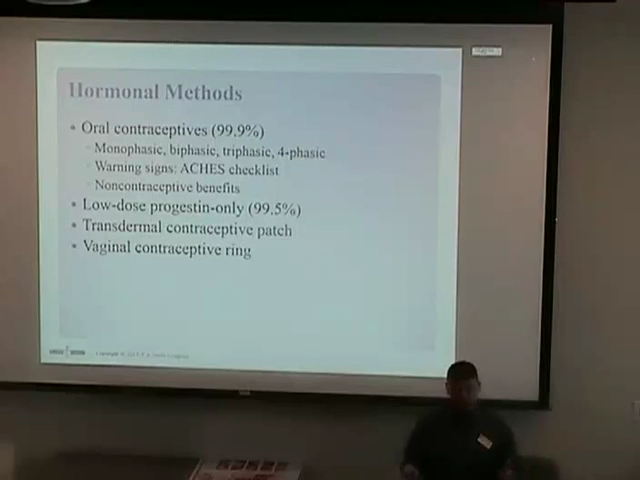 Hormonal Methods
• Oral contraceptives (99.9%)
Monophasic, biphasic, triphasic, 4-phasic
Warning signs: ACHES checklist
Noncontraceptive benefits
• Low-dose progestin-only (99.5%)
• Transdermal contraceptive patch
• Vaginal contraceptive ring
Copyright ©